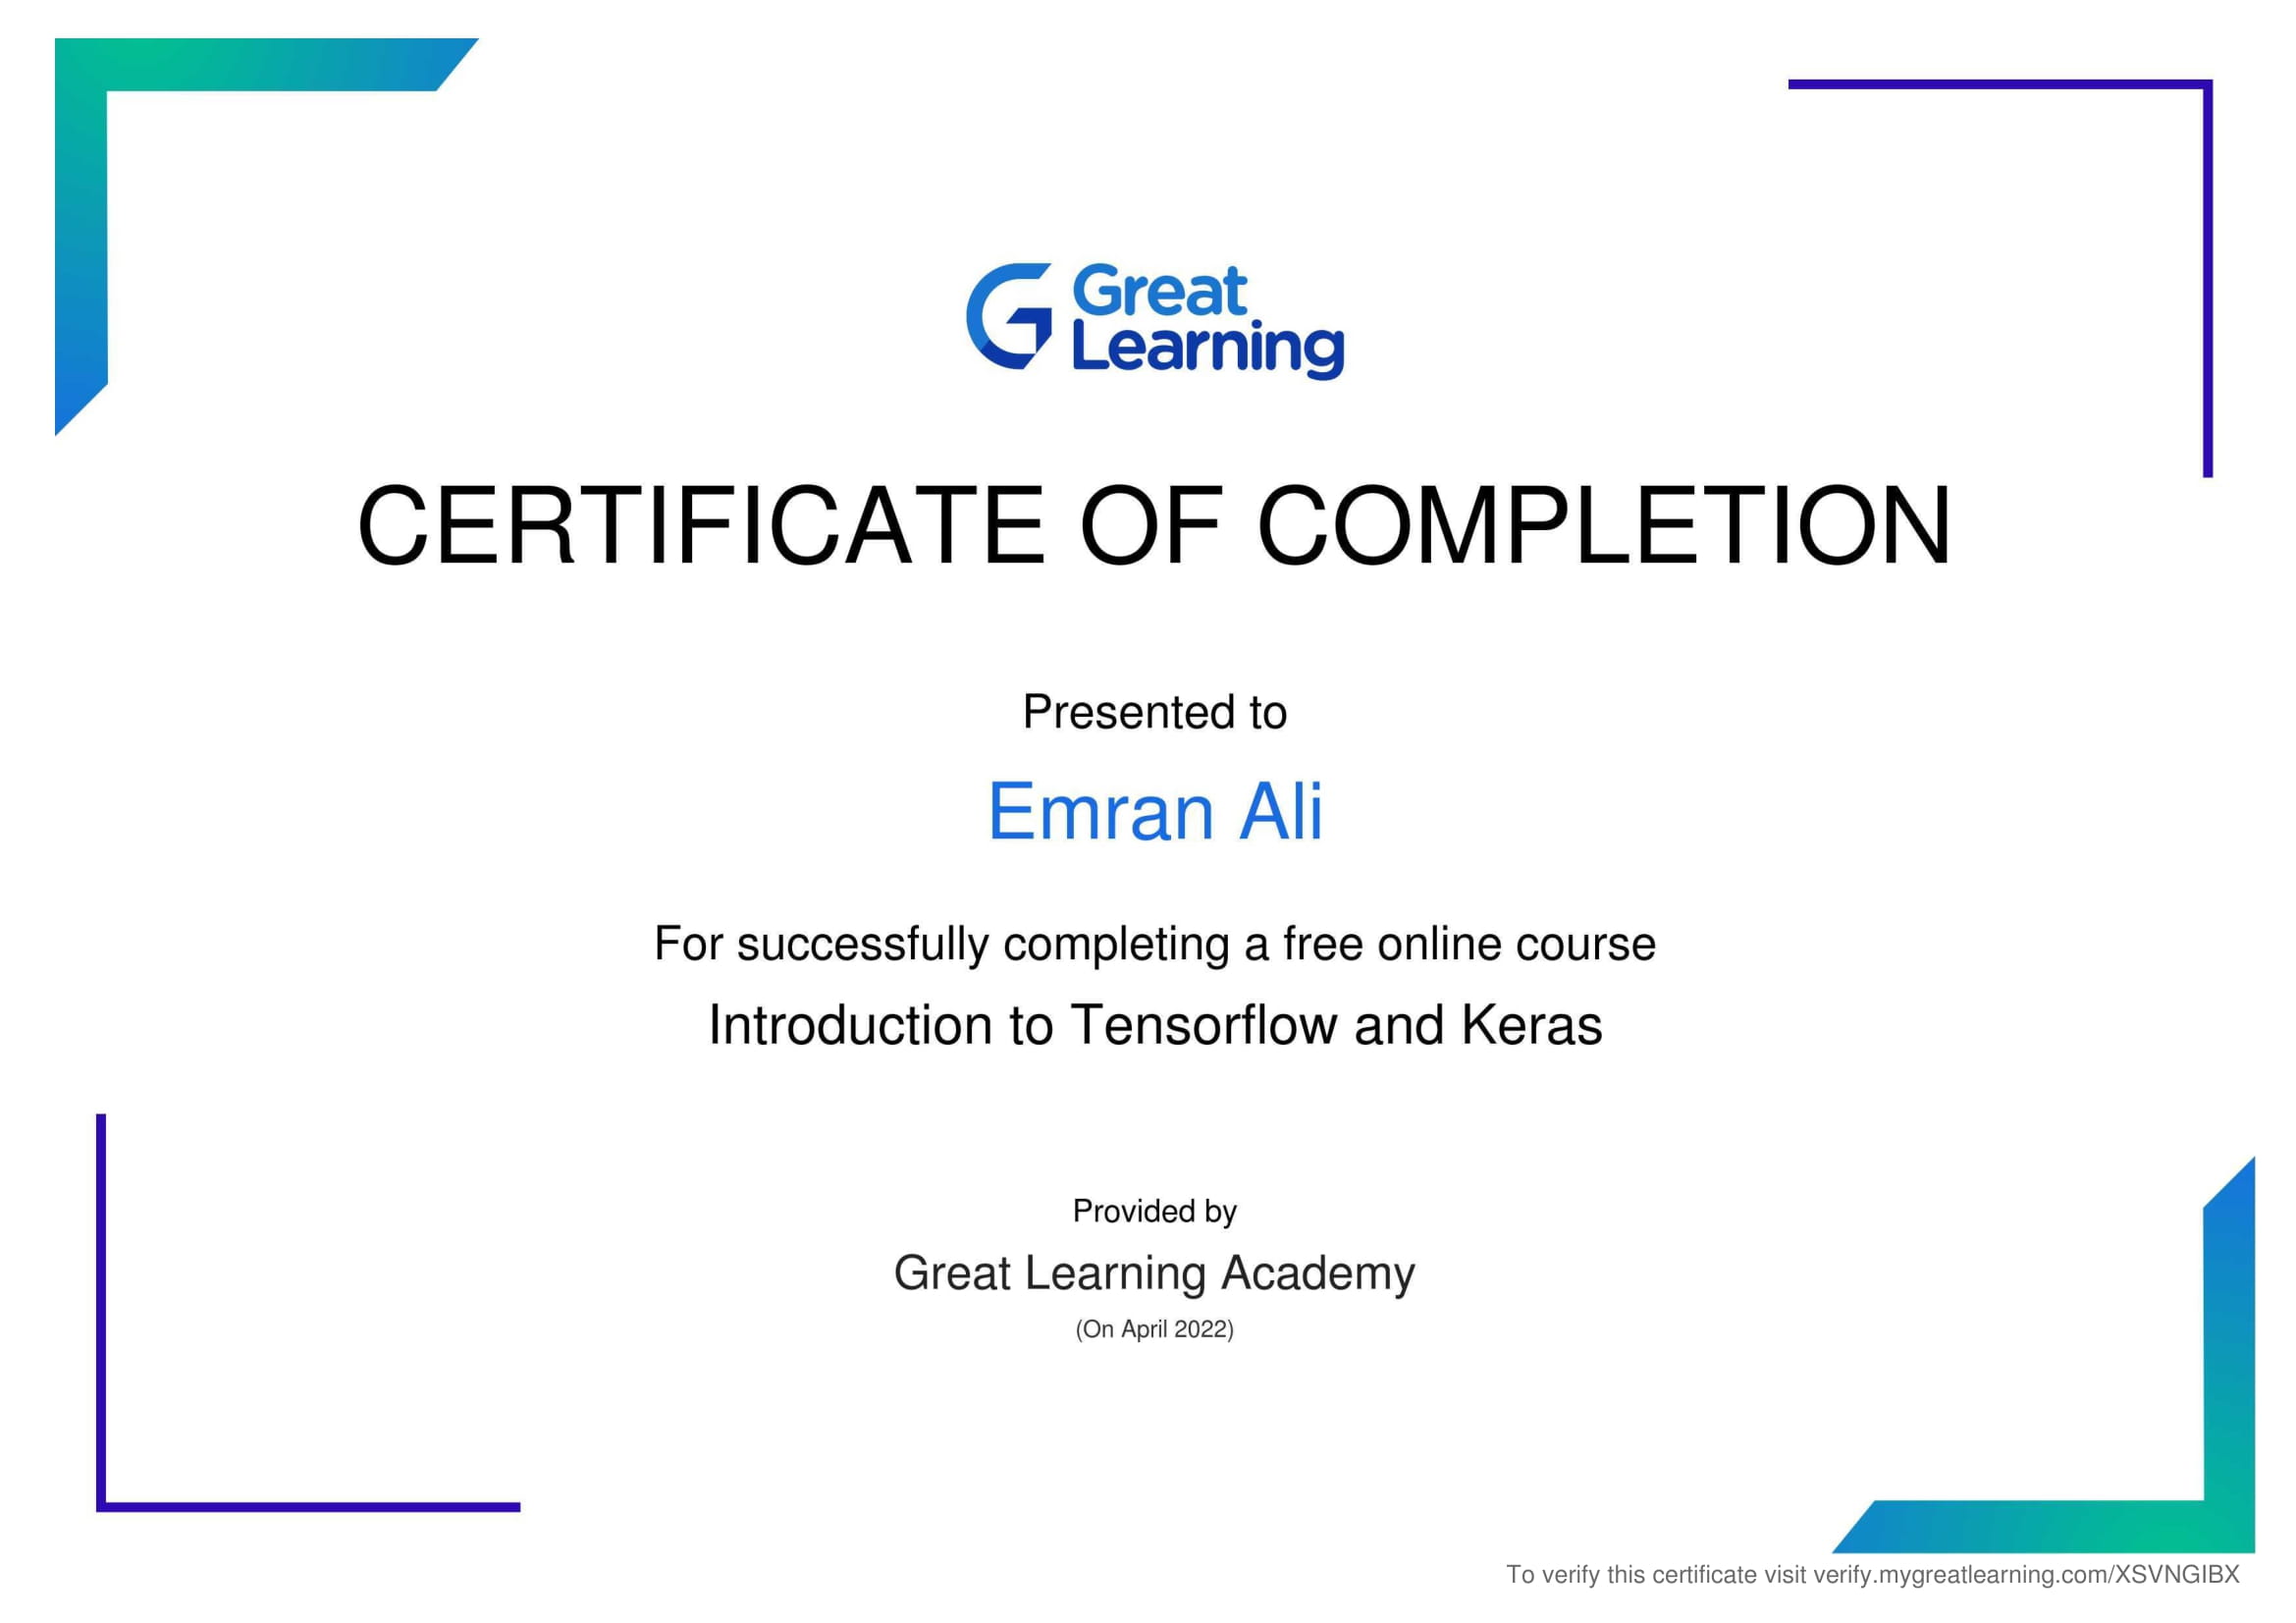 Great
Learning
CERTIFICATE OF COMPLETION
Presented to
Emran Ali
For successfully completing a free online course
Introduction to Tensorflow and Keras
Provided by
Great Learning Academy
(On April 2022)
To verify this certificate visit verify.mygreatlearning.com/XSVNGIBX